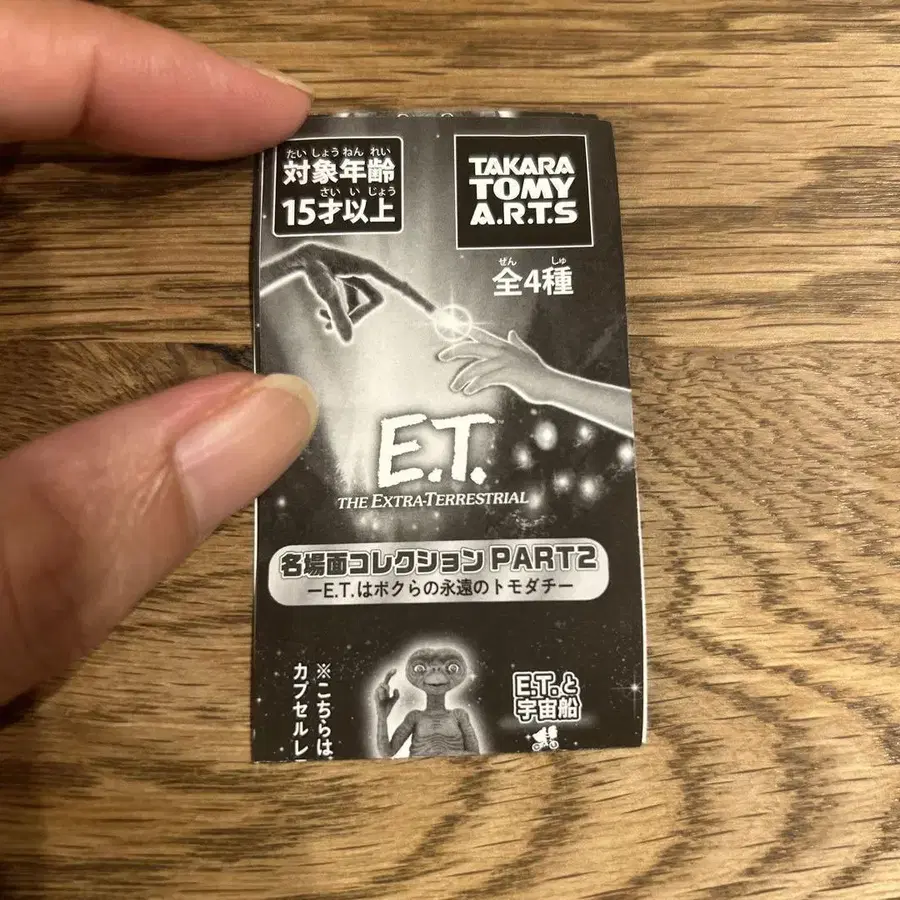 たいしょうねんれい
対象年齢
さいいじょう
15才以上
TAKARA
TOMY
A.R.T.S
ぜん しゅ
全4種
E.T.™
THE EXTRA-TERRESTRIAL
名場面コレクション PART2
ーE.T.はボクらの永遠のトモダチー
※こちらは
カプセルレ
E.T.と
宇宙船